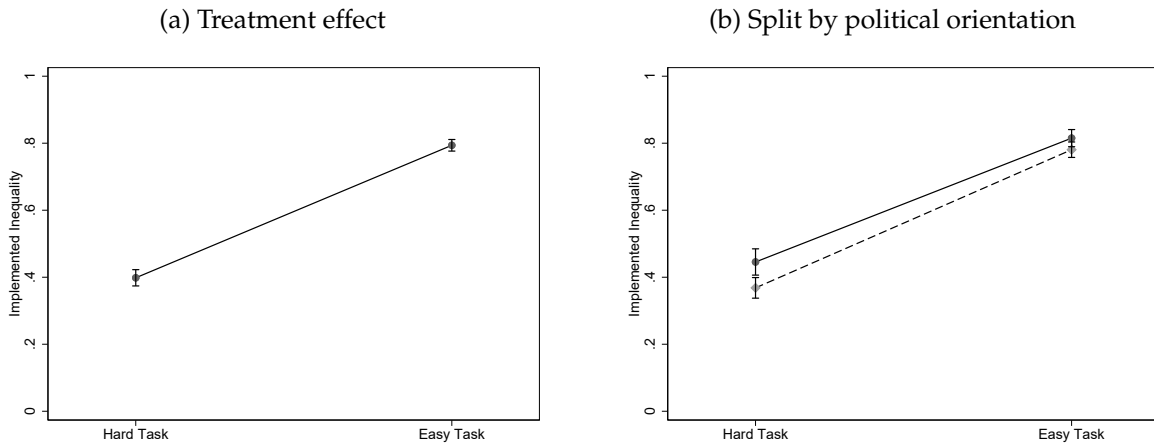 (a) Treatment effect
Implemented Inequality
0
.2
.4
.6
.8
1
Hard Task
Easy Task
(b) Split by political orientation
Implemented Inequality
0
.2
.4
.6
.8
1
Hard Task
Easy Task